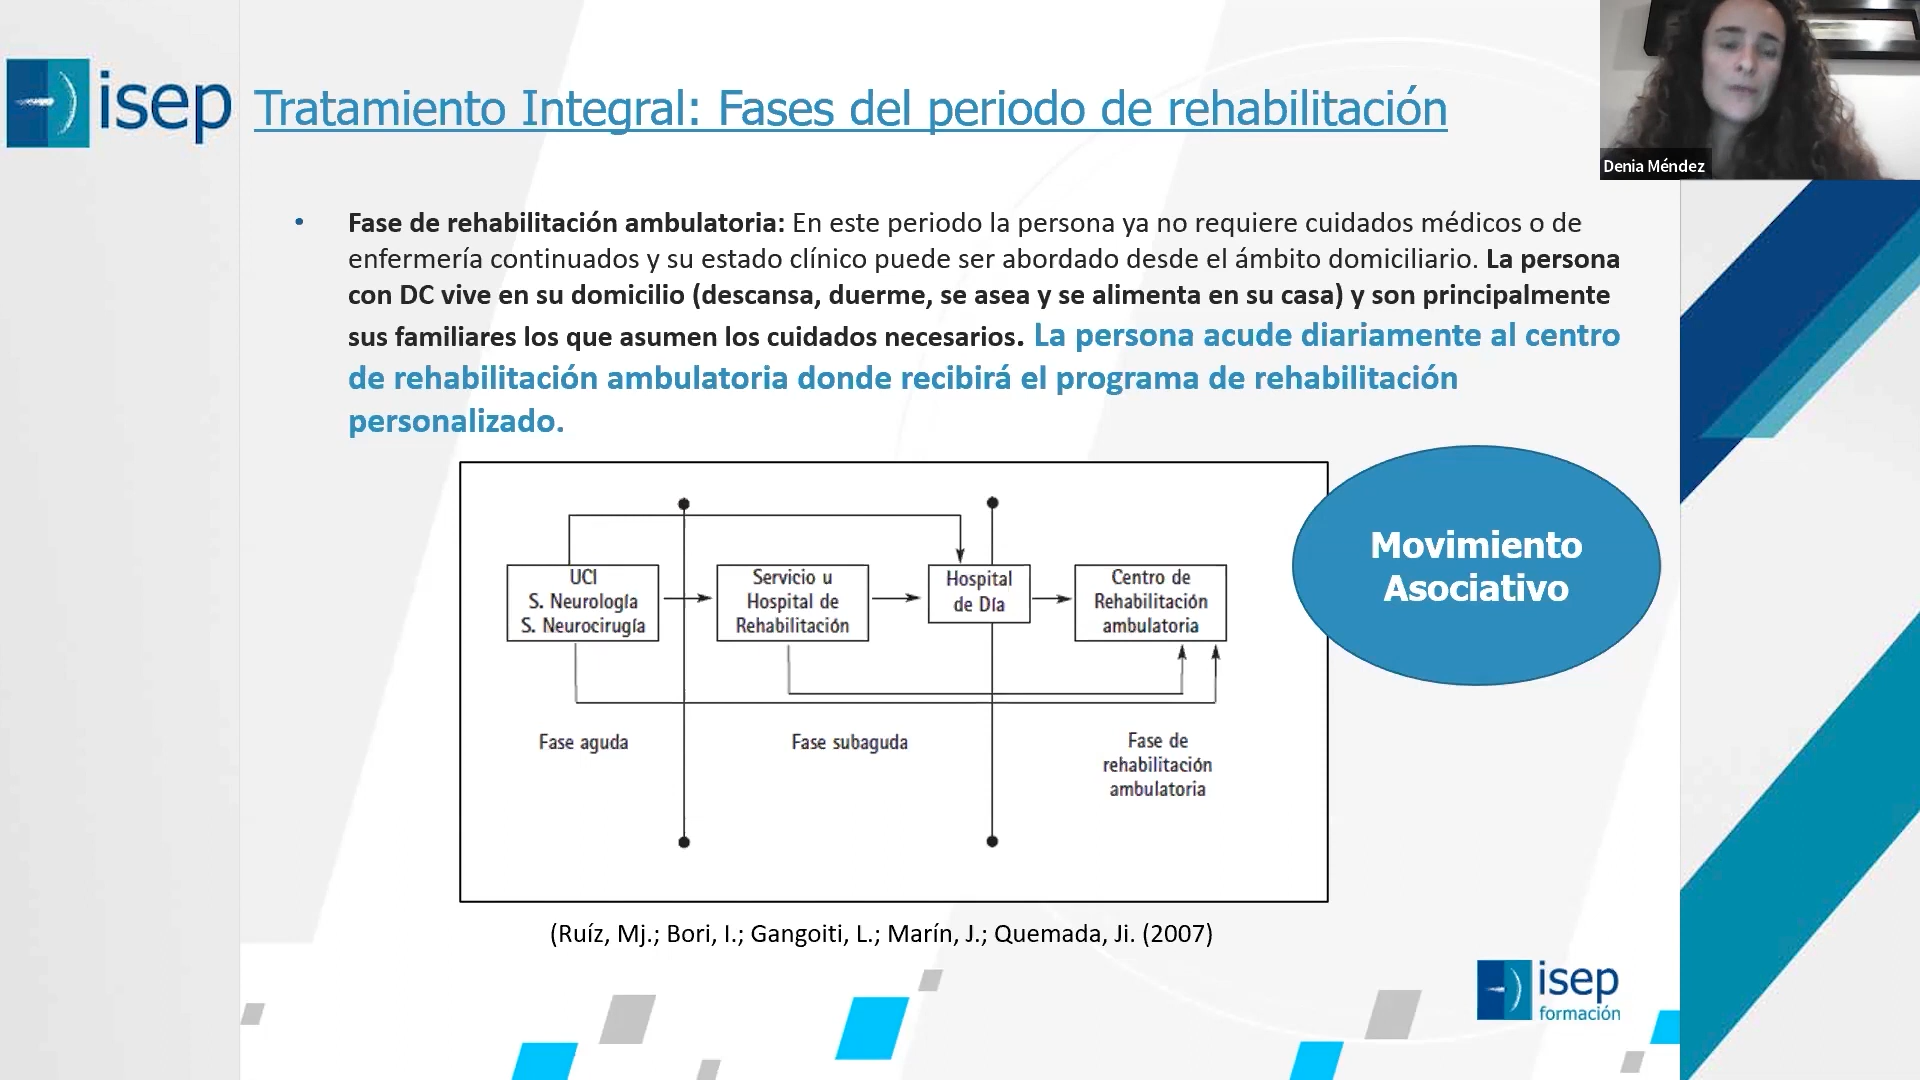 isep
Tratamiento Integral: Fases del periodo de rehabilitación
Denia Méndez
• Fase de rehabilitación ambulatoria: En este periodo la persona ya no requiere cuidados médicos o de
enfermería continuados y su estado clínico puede ser abordado desde el ámbito domiciliario. La persona
con DC vive en su domicilio (descansa, duerme, se asea y se alimenta en su casa) y son principalmente
sus familiares los que asumen los cuidados necesarios. La persona acude diariamente al centro
de rehabilitación ambulatoria donde recibirá el programa de rehabilitación
personalizado.
UCI
S. Neurología
S. Neurocirugía
Servicio u
Hospital de
Rehabilitación
Hospital
de Día
Centro de
Rehabilitación
ambulatoria
Movimiento
Asociativo
Fase aguda
Fase subaguda
Fase de
rehabilitación
ambulatoria
(Ruíz, Mj.; Bori, I.; Gangoiti, L.; Marín, J.; Quemada, Ji. (2007)
isep
formación